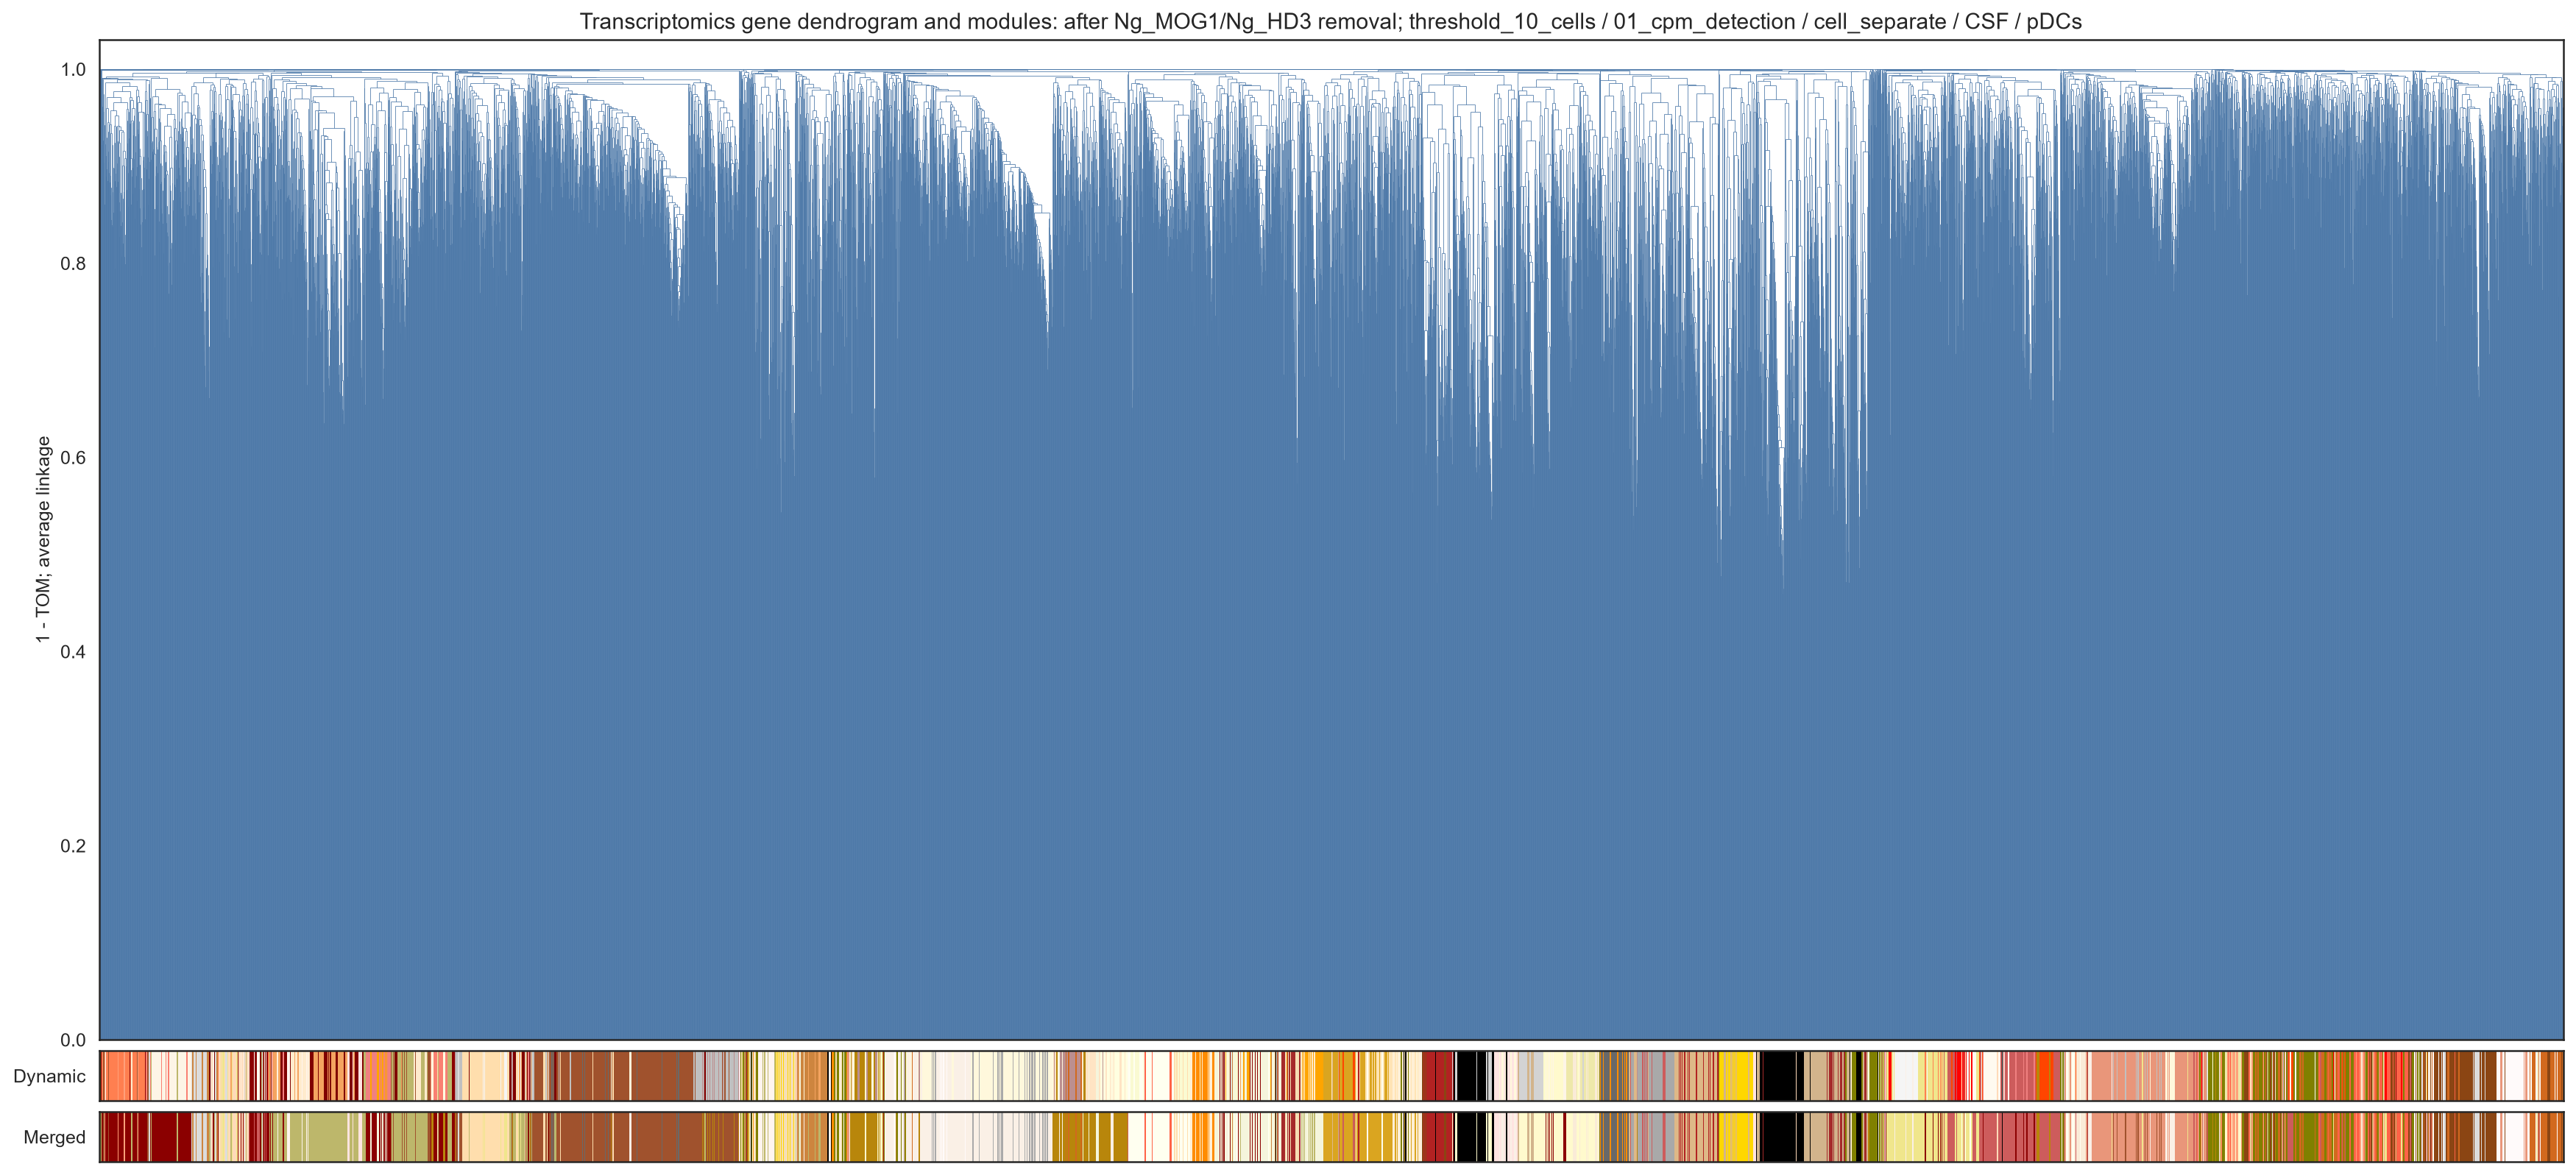 Transcriptomics gene dendrogram and modules: after Ng_MOG1/Ng_HD3 removal; threshold_10_cells / 01_cpm_detection / cell_separate / CSF / pDCs
1.0
0.8
0.6
0.4
0.2
0.0
1 - TOM; average linkage
Dynamic
Merged